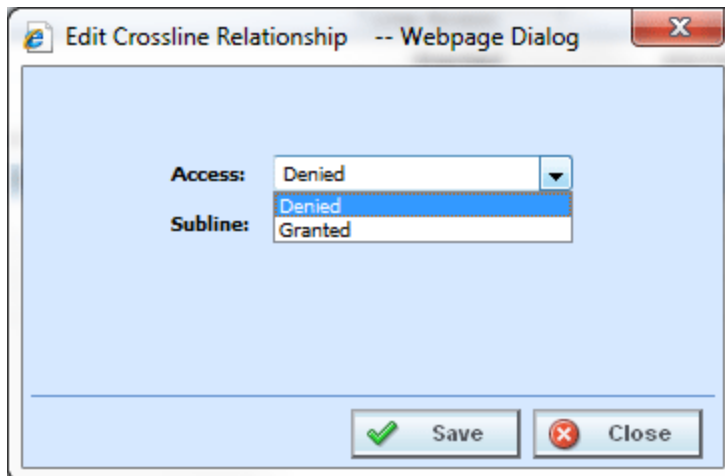 Edit Crossline Relationship -- Webpage Dialog
Access: Denied
Denied
Subline:
Granted
Save Close